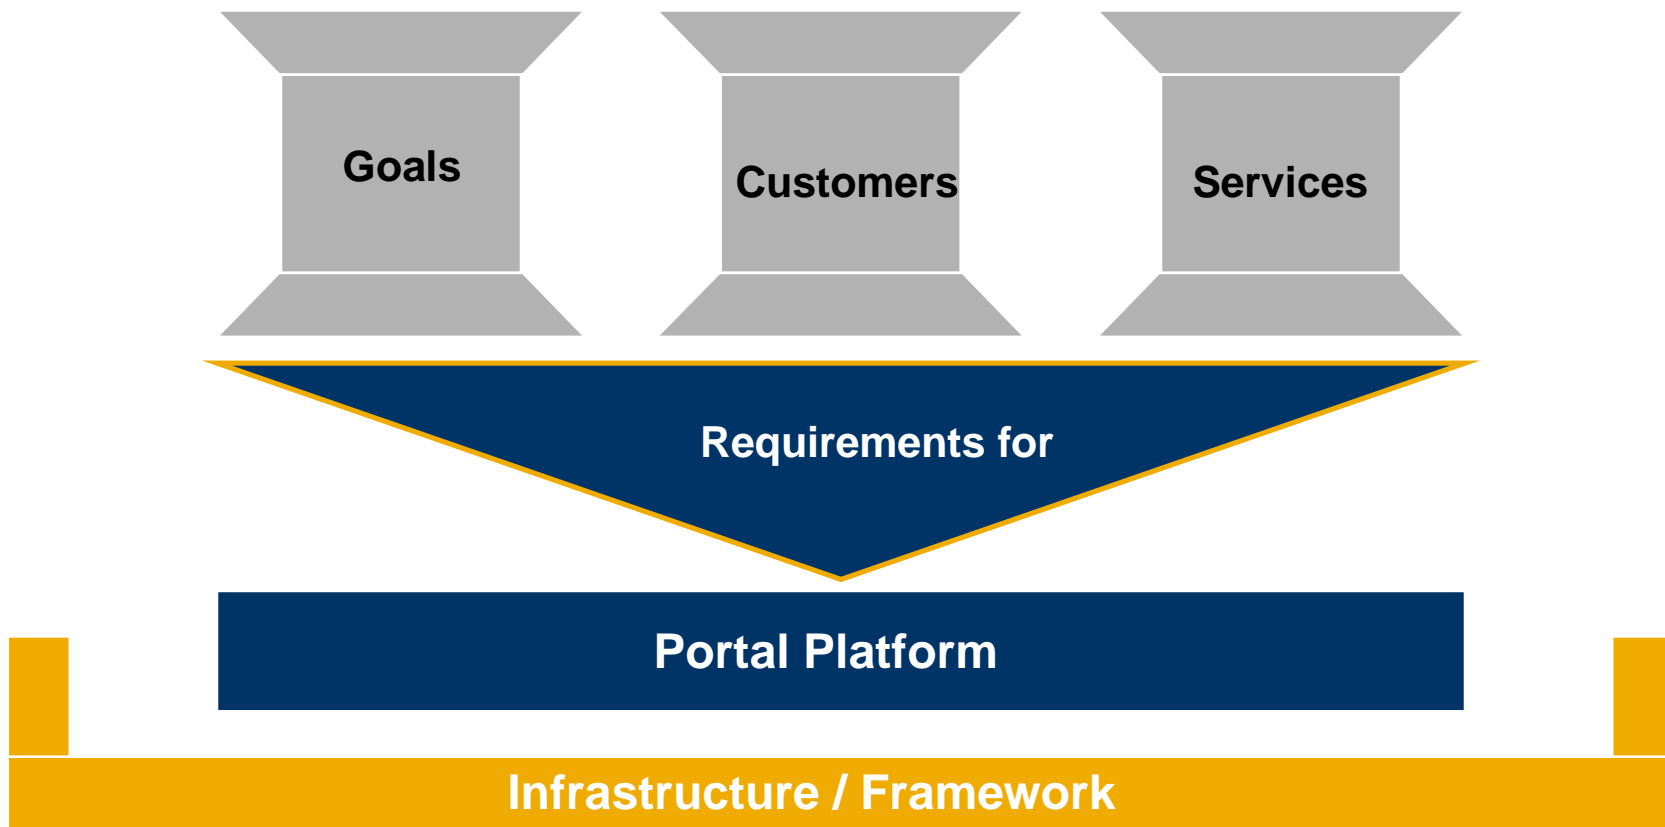 Goals
Customers
Services
Requirements for
Portal Platform
Infrastructure / Framework